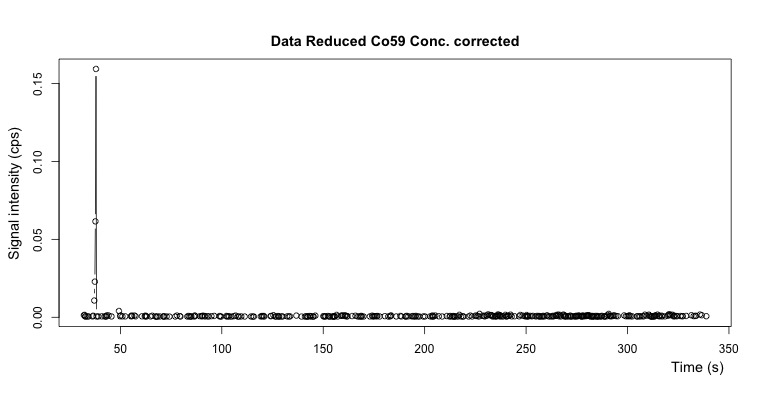 Data Reduced Co59 Conc. corrected
Signal intensity (cps)
0.15
0.10
0.05
0.00
50 100 150 200 250 300 350
Time (s)